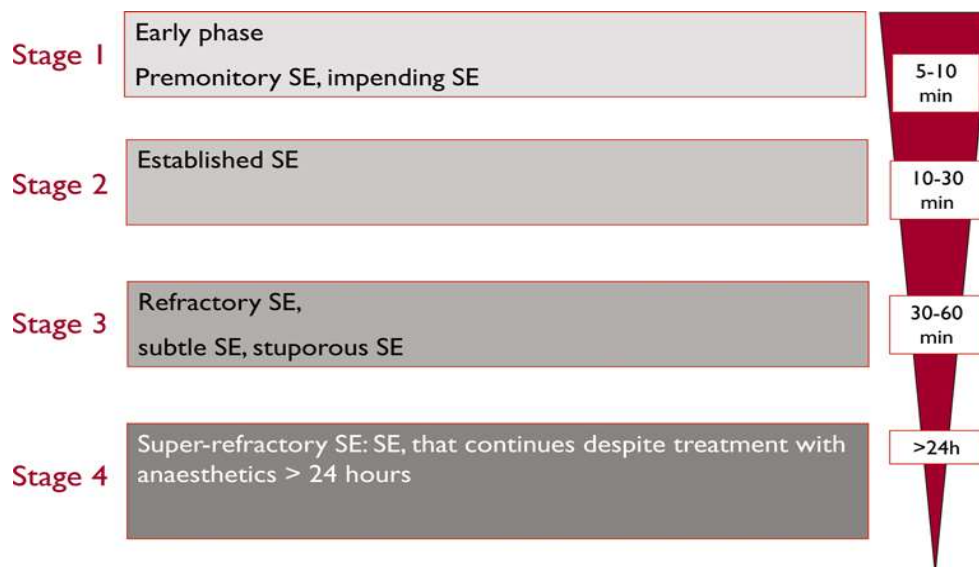 Stage 1
Early phase
Premonitory SE, impending SE
5-10
min
Stage 2
Established SE
10-30
min
Stage 3
Refractory SE,
subtle SE, stuporous SE
30-60
min
Stage 4
Super-refractory SE: SE, that continues despite treatment with
anaesthetics > 24 hours
>24h